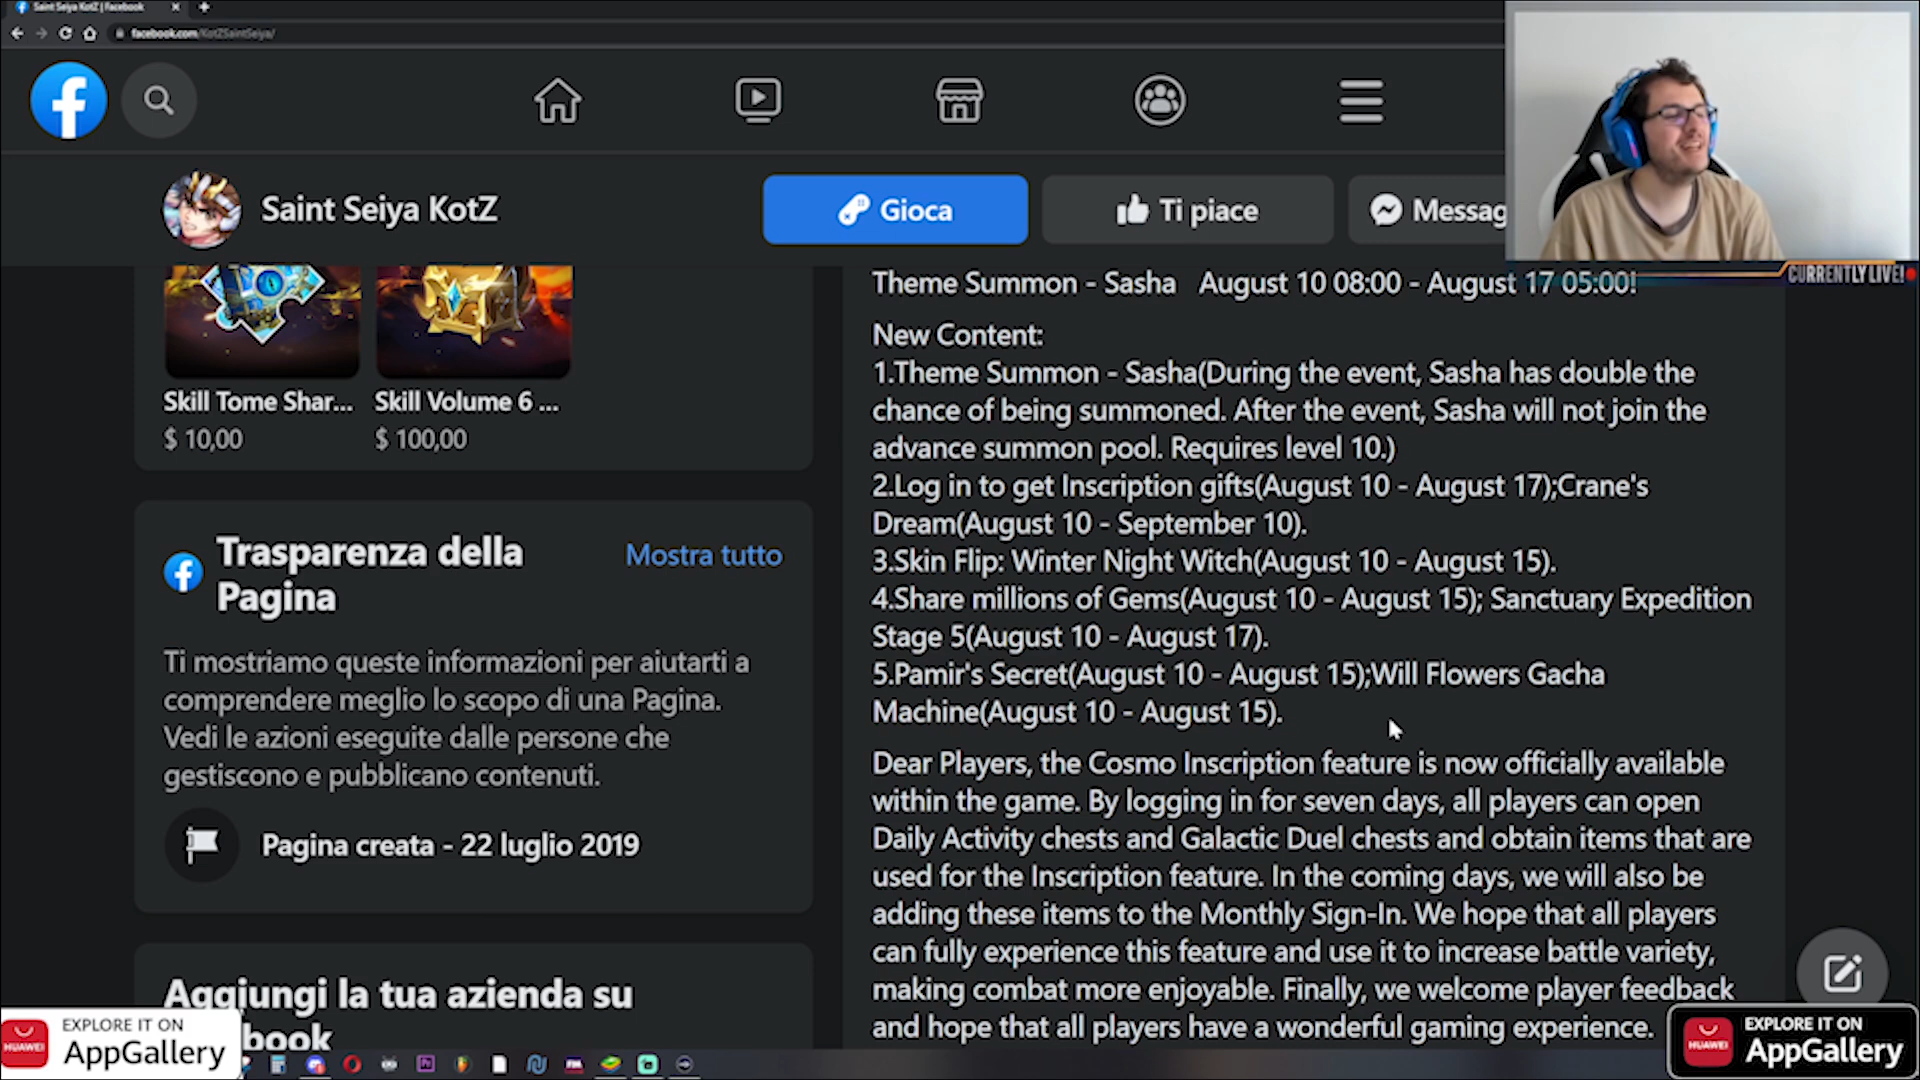 Saint Seiya KotZ | Facebook
facebook.com/KotZSaintSeiya/
Saint Seiya KotZ
Gioca
Ti piace
Messag
CURRENTLY LIVE!
Skill Tome Shar...
$ 10,00
Skill Volume 6 ...
$ 100,00
Trasparenza della
Pagina
Mostra tutto
Ti mostriamo queste informazioni per aiutarti a
comprendere meglio lo scopo di una Pagina.
Vedi le azioni eseguite dalle persone che
gestiscono e pubblicano contenuti.
Pagina creata - 22 luglio 2019
Aggiungi la tua azienda su
book
Theme Summon - Sasha August 10 08:00 - August 17 05:00!
New Content:
1.Theme Summon - Sasha(During the event, Sasha has double the
chance of being summoned. After the event, Sasha will not join the
advance summon pool. Requires level 10.)
2.Log in to get Inscription gifts(August 10 - August 17);Crane's
Dream(August 10 - September 10).
3.Skin Flip: Winter Night Witch(August 10 - August 15).
4.Share millions of Gems(August 10 - August 15); Sanctuary Expedition
Stage 5(August 10 - August 17).
5.Pamir's Secret(August 10 - August 15);Will Flowers Gacha
Machine(August 10 - August 15).
Dear Players, the Cosmo Inscription feature is now officially available
within the game. By logging in for seven days, all players can open
Daily Activity chests and Galactic Duel chests and obtain items that are
used for the Inscription feature. In the coming days, we will also be
adding these items to the Monthly Sign-In. We hope that all players
can fully experience this feature and use it to increase battle variety,
making combat more enjoyable. Finally, we welcome player feedback
and hope that all players have a wonderful gaming experience.
HUAWEI
EXPLORE IT ON
AppGallery
HUAWEI
EXPLORE IT ON
AppGallery